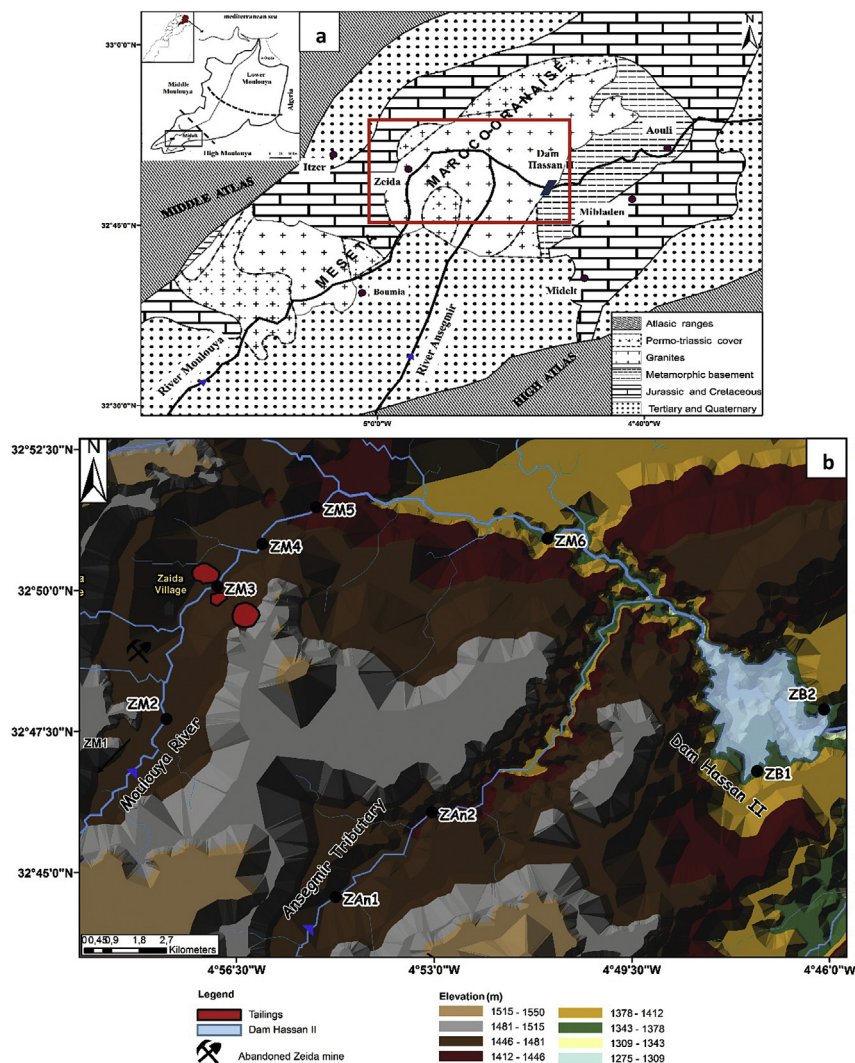 mediterranean sea
a
N
Middle
Moulouya
Lower
Moulouya
Algeria
Midelt
High Moulouya
33°0'0"N
32°45'0"N
32°30'0"N
5°0'0"W
4°40'0"W
MIDDLE ATLAS
HIGH ATLAS
MESETA
MAROCO-ORANAISE
Itzer
Zeida
Dam
Hassan II
Aouli
Mibladen
Midelt
Boumia
River Moulouya
River Ansegmir
Atlasic ranges
Permo-triassic cover
Granites
Metamorphic basement
Jurassic and Cretaceous
Tertiary and Quaternary
b
N
32°52'30"N
32°50'0"N
32°47'30"N
32°45'0"N
ZM5
ZM4
ZM6
Zaida
Village
ZM3
ZM2
ZM1
Moulouya River
ZB2
ZB1
Dam Hassan II
ZAn2
Ansegmir Tributary
ZAn1
00,450,9 1,8 2,7
Kilometers
4°56'30"W
4°53'0"W
4°49'30"W
4°46'0"W
Legend
Tailings
Dam Hassan II
Abandoned Zeida mine
Elevation (m)
1515 - 1550
1481 - 1515
1446 - 1481
1412 - 1446
1378 - 1412
1343 - 1378
1309 - 1343
1275 - 1309